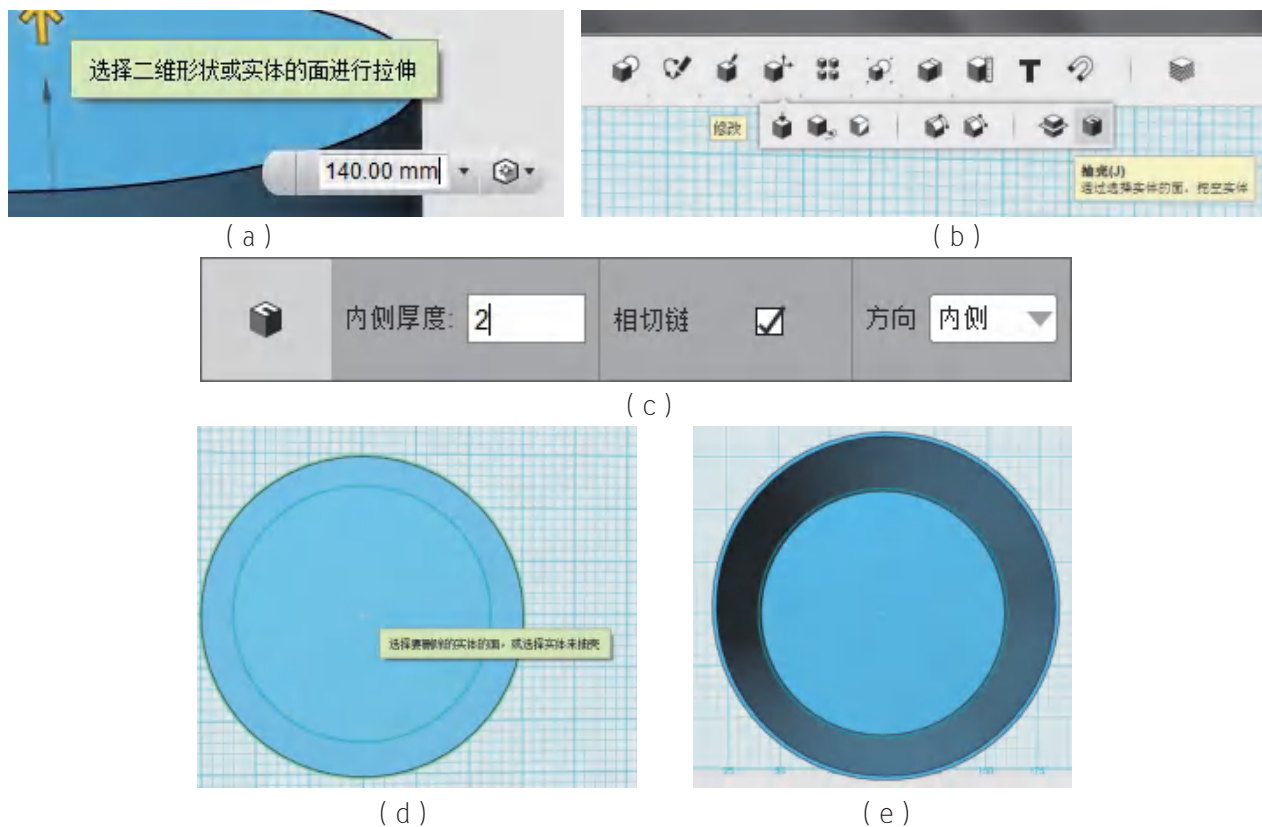 选择二维形状或实体的面进行拉伸
140.00 mm
修改
T
抽壳(J)
通过选择实体的面，挖空实体
( a )
( b )
内侧厚度: 2
相切链
方向 内侧
( c )
选择要删除的实体的面，或选择实体来抽壳
25
100
175
( d )
( e )